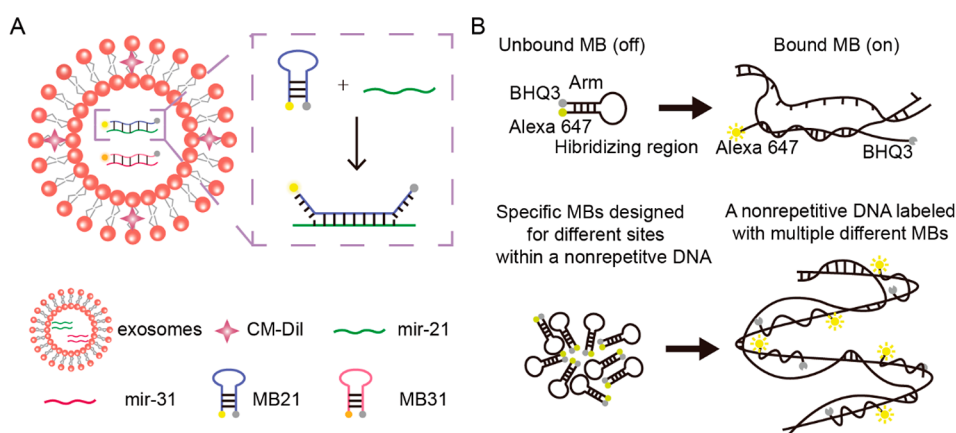 A
+
exosomes
CM-Dil
mir-21
mir-31
MB21
MB31
B
Unbound MB (off)
Bound MB (on)
BHQ3
Arm
Alexa 647
Hibridizing region
Alexa 647
BHQ3
Specific MBs designed
for different sites
within a nonrepetitve DNA
A nonrepetitive DNA labeled
with multiple different MBs